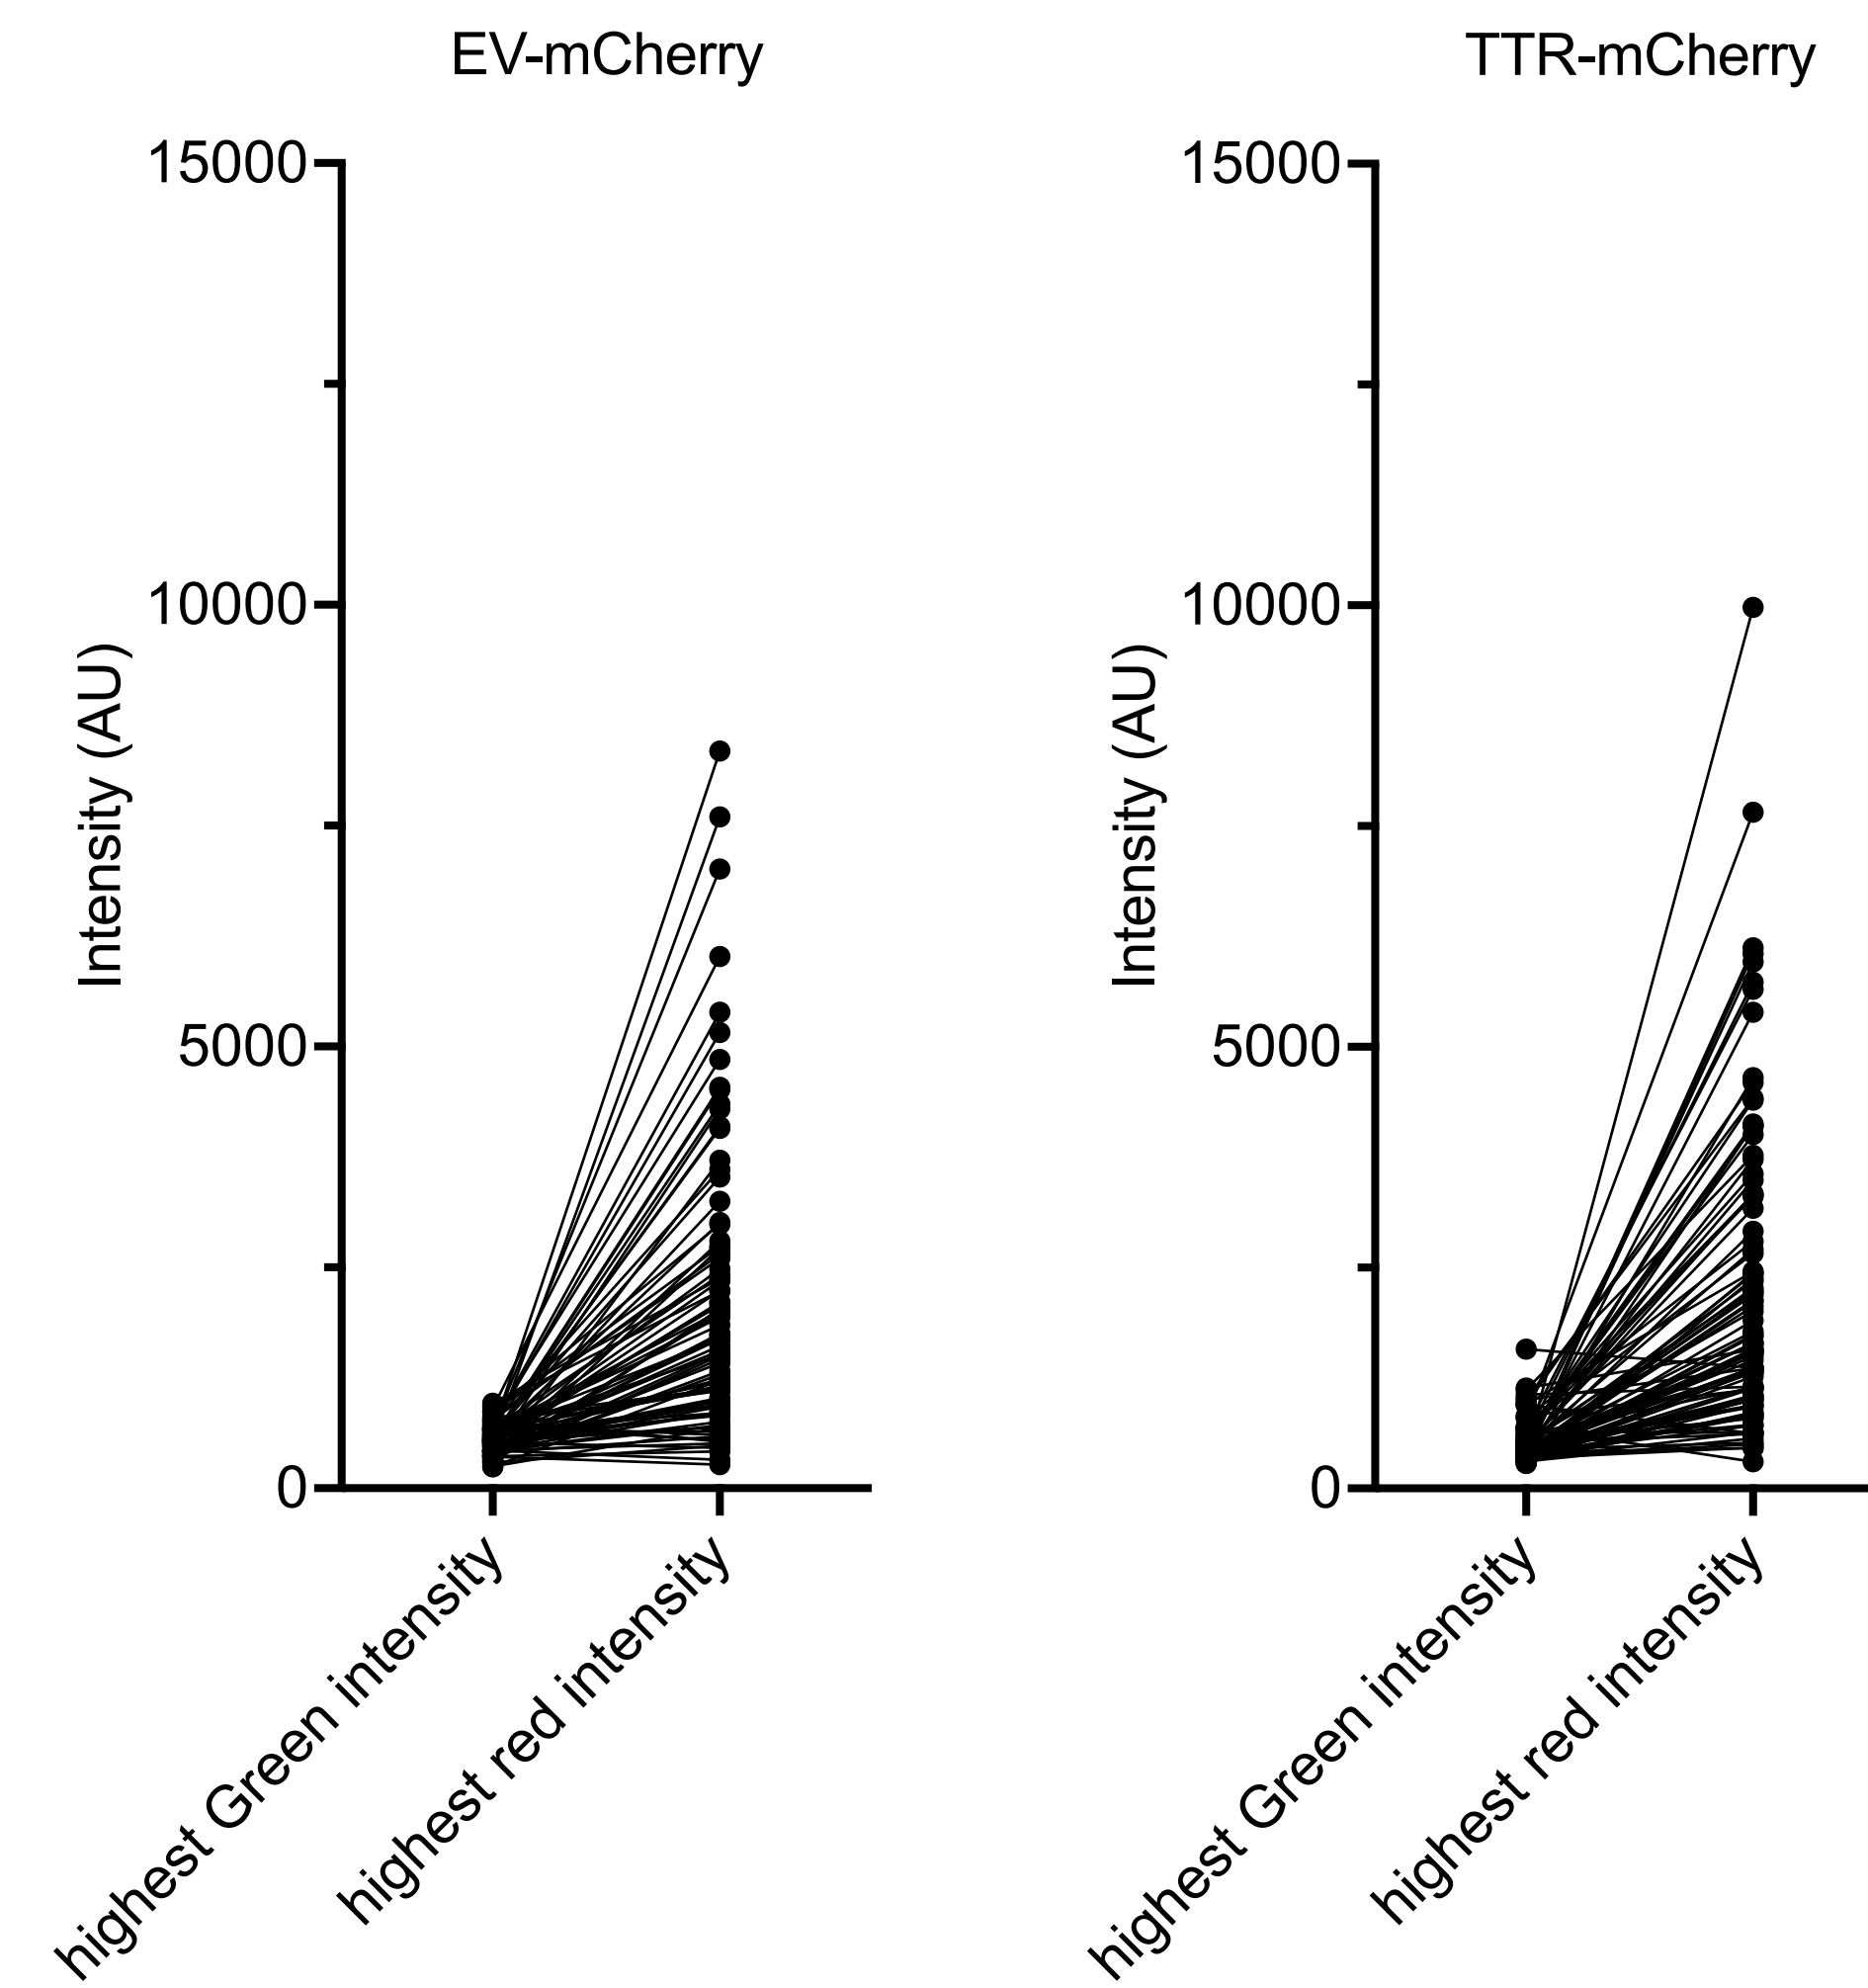 EV-mCherry
15000
10000
5000
0
Intensity (AU)
highest Green intensity
highest red intensity
TTR-mCherry
15000
10000
5000
0
Intensity (AU)
highest Green intensity
highest red intensity